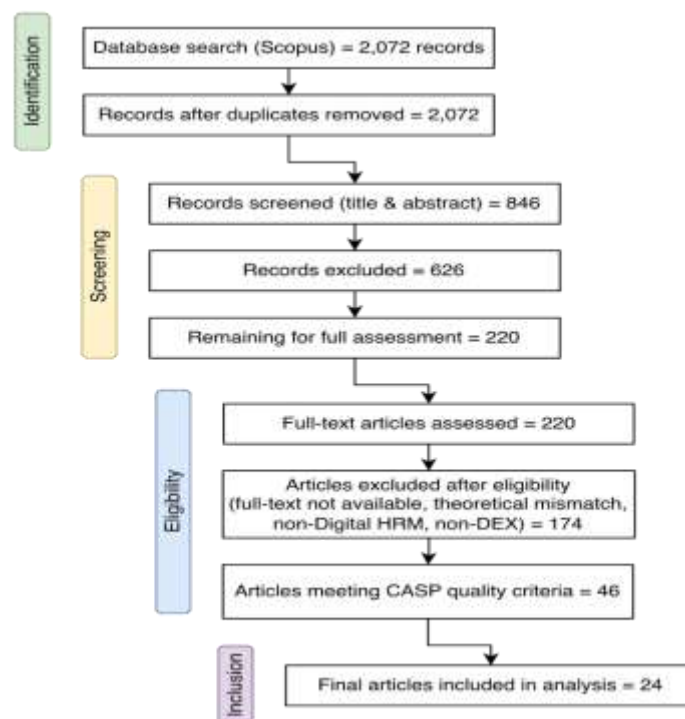 Identification
Database search (Scopus) = 2,072 records
Records after duplicates removed = 2,072
Screening
Records screened (title & abstract) = 846
Records excluded = 626
Remaining for full assessment = 220
Eligibility
Full-text articles assessed = 220
Articles excluded after eligibility
(full-text not available, theoretical mismatch,
non-Digital HRM, non-DEX) = 174
Articles meeting CASP quality criteria = 46
Inclusion
Final articles included in analysis = 24